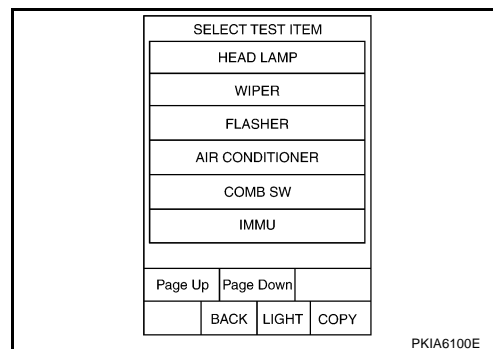 SELECT TEST ITEM
HEAD LAMP
WIPER
FLASHER
AIR CONDITIONER
COMB SW
IMMU
Page Up Page Down
BACK LIGHT COPY
PKIA6100E